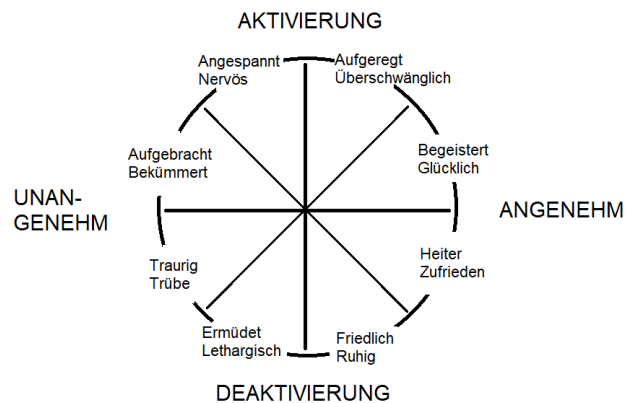 AKTIVIERUNG
Angespannt
Nervös
Aufgeregt
Überschwänglich
Aufgebracht
Bekümmert
Begeistert
Glücklich
UNAN-
GENEHM
ANGENEHM
Traurig
Trübe
Heiter
Zufrieden
Ermüdet
Lethargisch
Friedlich
Ruhig
DEAKTIVIERUNG